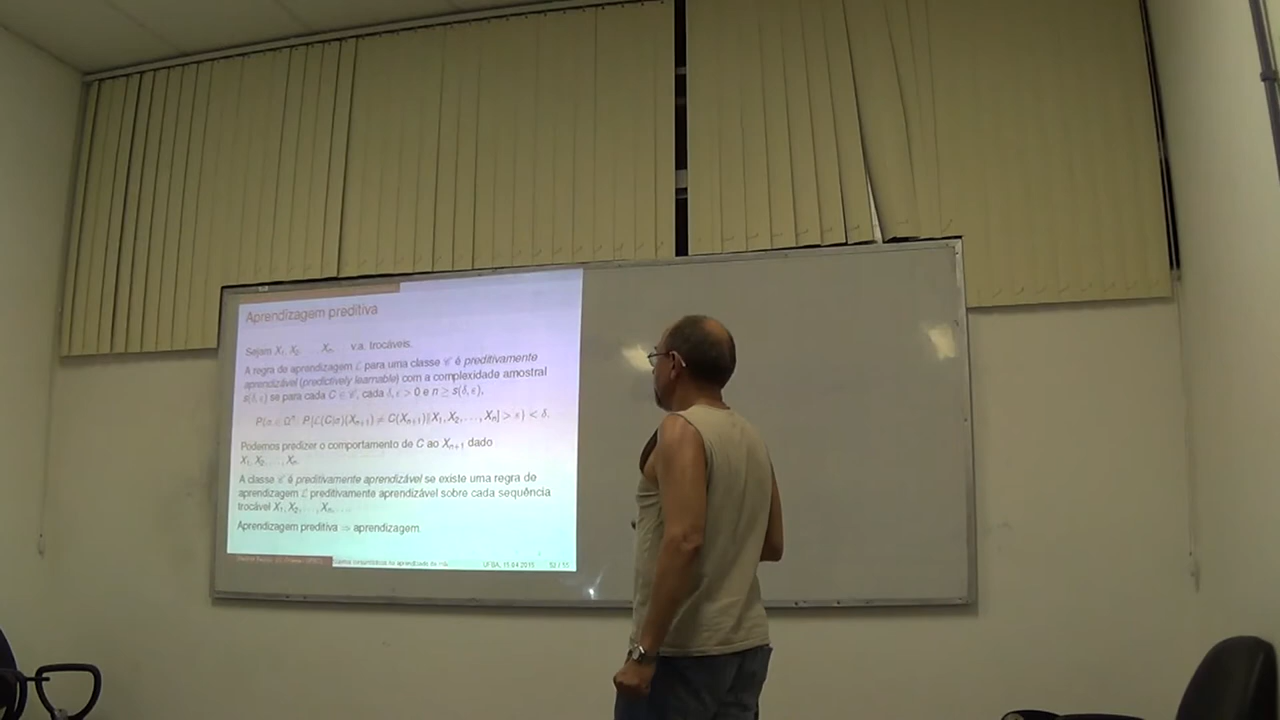 Aprendizagem preditiva
Sejam X₁, X₂, … Xₙ, … v.a. trocáveis.
A regra de aprendizagem ℒ para uma classe 𝒞 é preditivamente
aprendizável (predictively learnable) com a complexidade amostral
s(δ, ε) se para cada C ∈ 𝒞, cada δ, ε > 0 e n ≥ s(δ, ε),
P(σ ∈ Ωⁿ P[ℒ(C|σ)(Xₙ₊₁) ≠ C(Xₙ₊₁)|X₁, X₂, …, Xₙ] > ε) < δ.
Podemos predizer o comportamento de C ao Xₙ₊₁ dado
X₁, X₂, …, Xₙ.
A classe 𝒞 é preditivamente aprendizável se existe uma regra de
aprendizagem ℒ preditivamente aprendizável sobre cada sequência
trocável X₁, X₂, …, Xₙ, …
Aprendizagem preditiva ⇒ aprendizagem.
UFBA, 15.04.2015 52 / 55